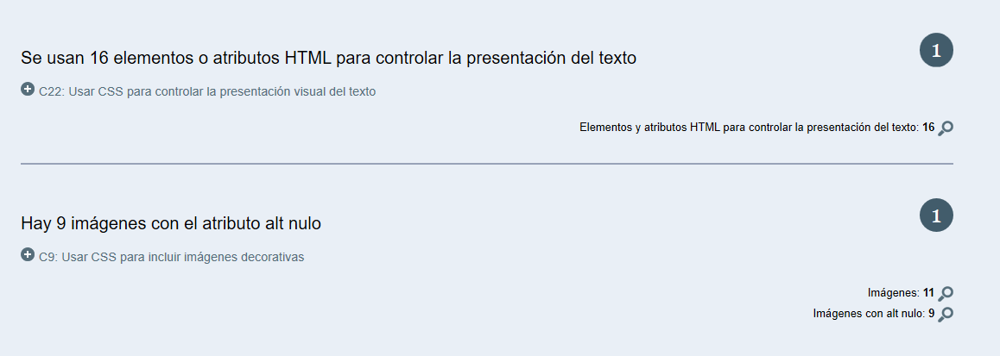 Se usan 16 elementos o atributos HTML para controlar la presentación del texto
1
C22: Usar CSS para controlar la presentación visual del texto
Elementos y atributos HTML para controlar la presentación del texto: 16
Hay 9 imágenes con el atributo alt nulo
1
C9: Usar CSS para incluir imágenes decorativas
Imágenes: 11
Imágenes con alt nulo: 9